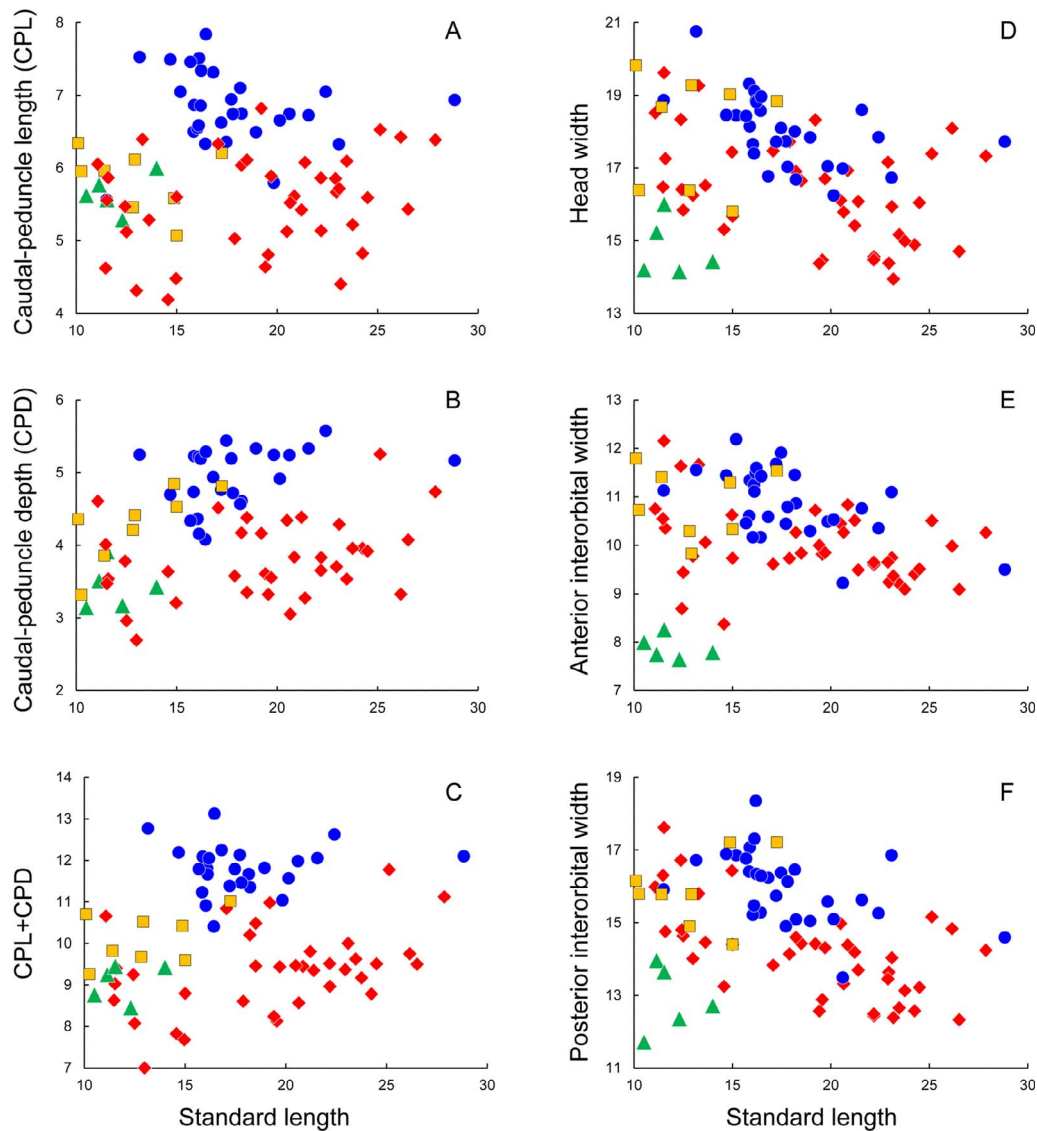 Caudal-peduncle length (CPL)
8
7
6
5
4
10 15 20 25 30
A
Caudal-peduncle depth (CPD)
6
5
4
3
2
10 15 20 25 30
B
CPL+CPD
14
13
12
11
10
9
8
7
10 15 20 25 30
C
Standard length
Head width
21
19
17
15
13
10 15 20 25 30
D
Anterior interorbital width
13
12
11
10
9
8
7
10 15 20 25 30
E
Posterior interorbital width
19
17
15
13
11
10 15 20 25 30
F
Standard length